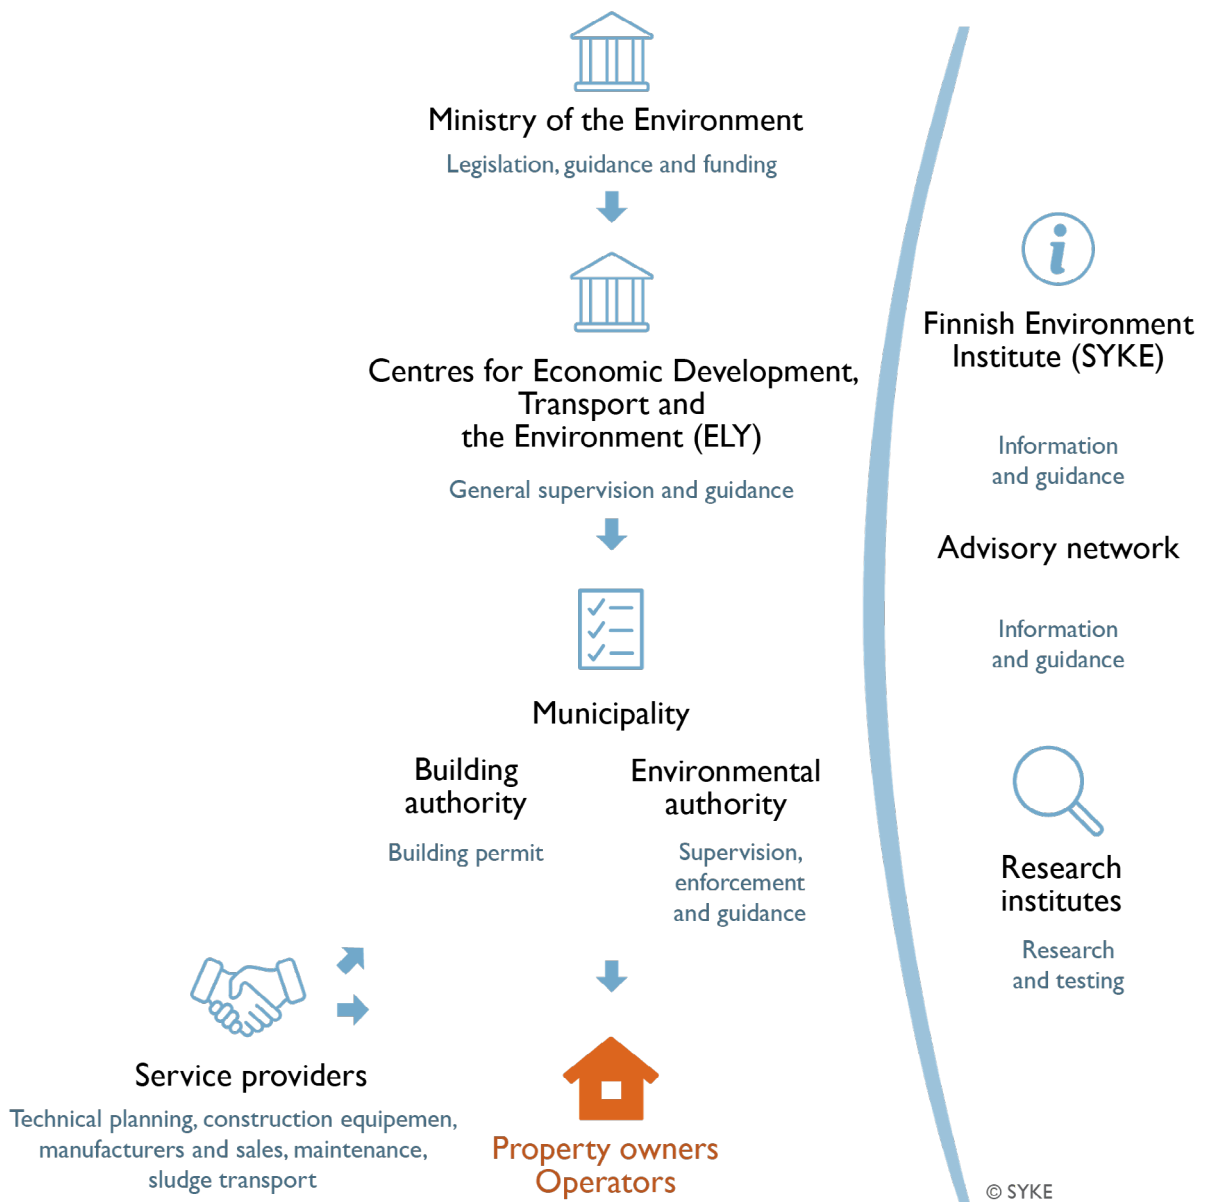 Ministry of the Environment
Legislation, guidance and funding
Centres for Economic Development,
Transport and
the Environment (ELY)
General supervision and guidance
Municipality
Building
authority
Building permit
Environmental
authority
Supervision,
enforcement
and guidance
Service providers
Technical planning, construction equipemen,
manufacturers and sales, maintenance,
sludge transport
Property owners
Operators
Finnish Environment
Institute (SYKE)
Information
and guidance
Advisory network
Information
and guidance
Research
institutes
Research
and testing
© SYKE